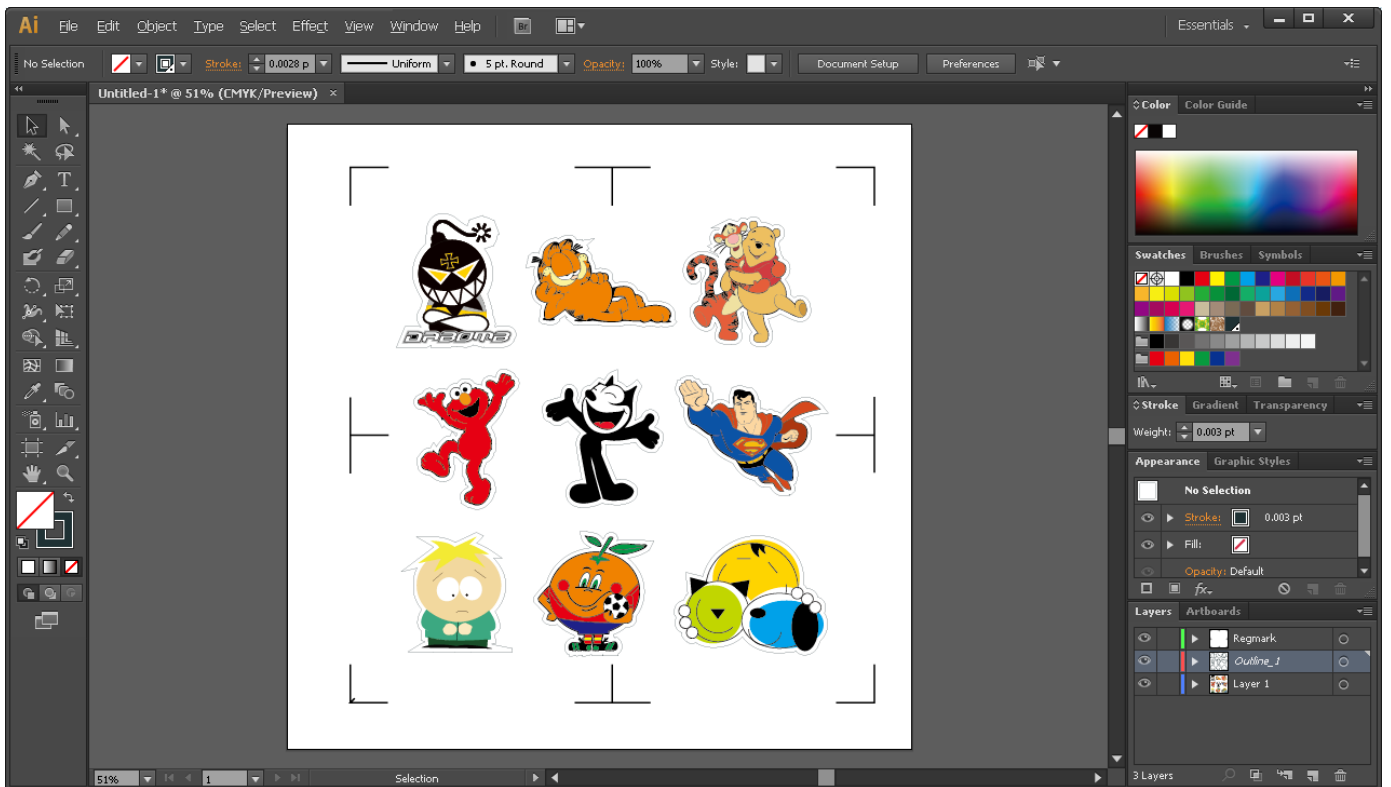 Ai File Edit Object Type Select Effect View Window Help Br Essentials
No Selection Stroke: 0.0028 p Uniform 5 pt. Round Opacity: 100% Style: Document Setup Preferences
Untitled-1* @ 51% (CMYK/Preview) ×
Color Color Guide
Swatches Brushes Symbols
Stroke Gradient Transparency
Weight: 0.003 pt
Appearance Graphic Styles
No Selection
Stroke: 0.003 pt
Fill:
Opacity: Default
fx
Layers Artboards
Regmark
Outline_1
Layer 1
3 Layers
T
DRBOMB
S
51% 1 Selection